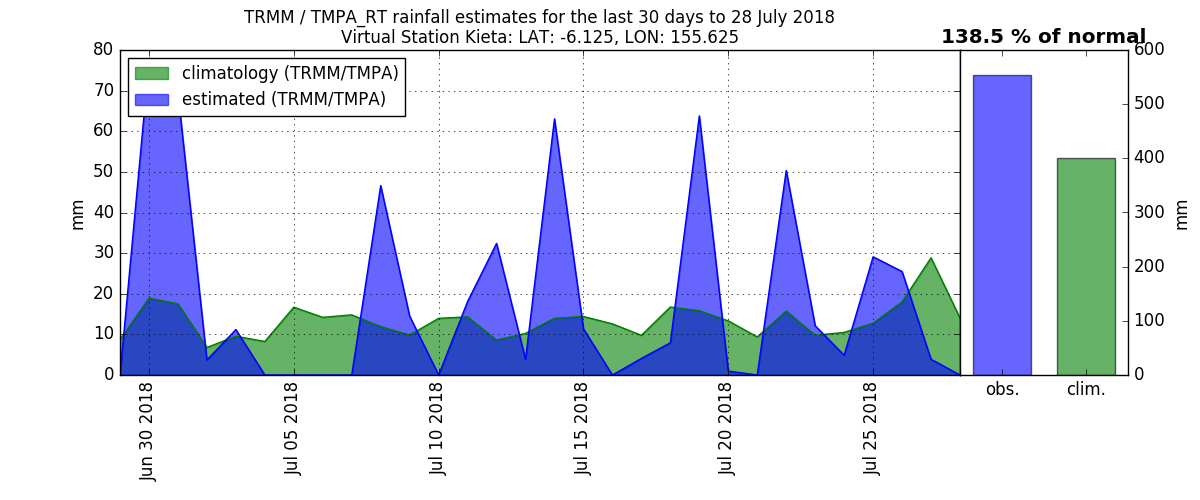 TRMM / TMPA_RT rainfall estimates for the last 30 days to 28 July 2018
Virtual Station Kieta: LAT: -6.125, LON: 155.625
138.5 % of normal
climatology (TRMM/TMPA)
estimated (TRMM/TMPA)
80
70
60
50
40
30
20
10
0
mm
600
500
400
300
200
100
0
mm
Jun 30 2018
Jul 05 2018
Jul 10 2018
Jul 15 2018
Jul 20 2018
Jul 25 2018
obs.
clim.